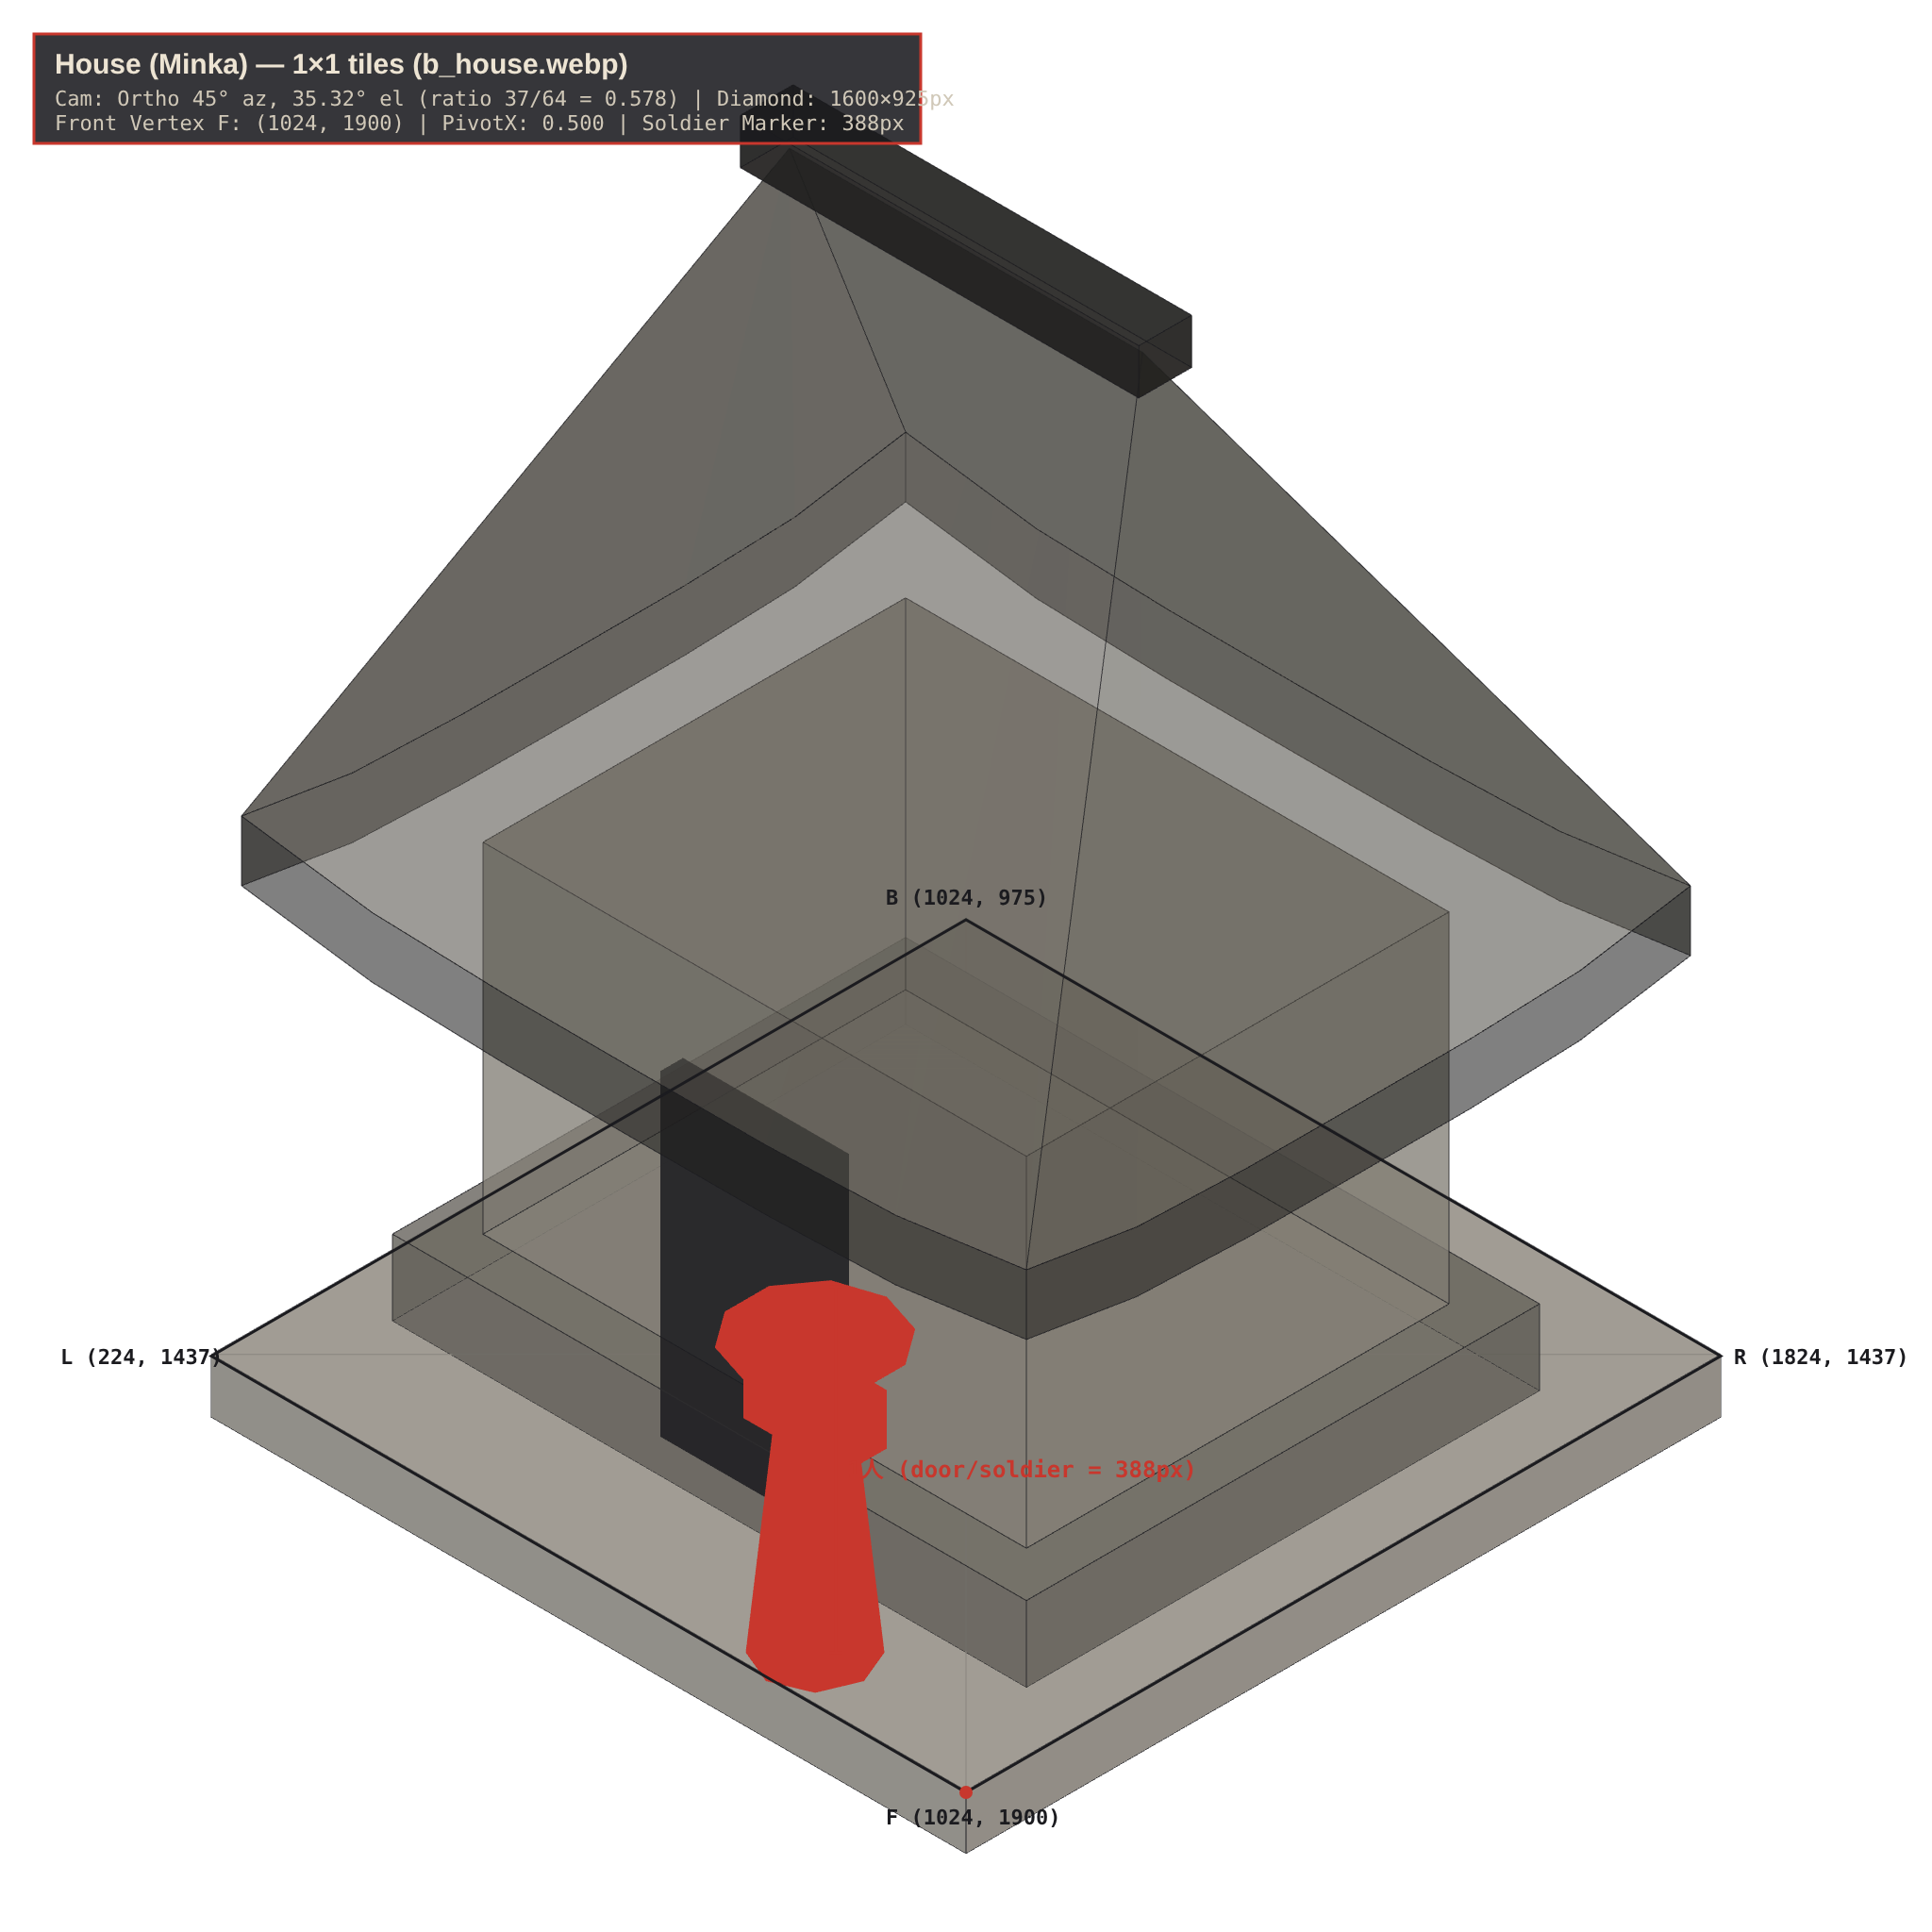 House (Minka) — 1×1 tiles (b_house.webp)
Cam: Ortho 45° az, 35.32° el (ratio 37/64 = 0.578) | Diamond: 1600×925px
Front Vertex F: (1024, 1900) | PivotX: 0.500 | Soldier Marker: 388px
B (1024, 975)
L (224, 1437)
R (1824, 1437)
人 (door/soldier = 388px)
F (1024, 1900)